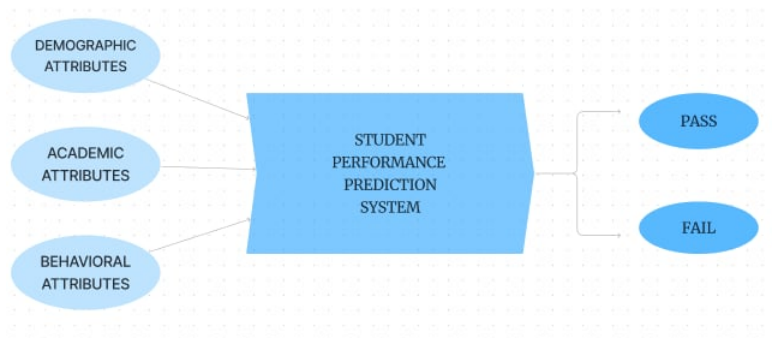 DEMOGRAPHIC
ATTRIBUTES
ACADEMIC
ATTRIBUTES
BEHAVIORAL
ATTRIBUTES
STUDENT
PERFORMANCE
PREDICTION
SYSTEM
PASS
FAIL